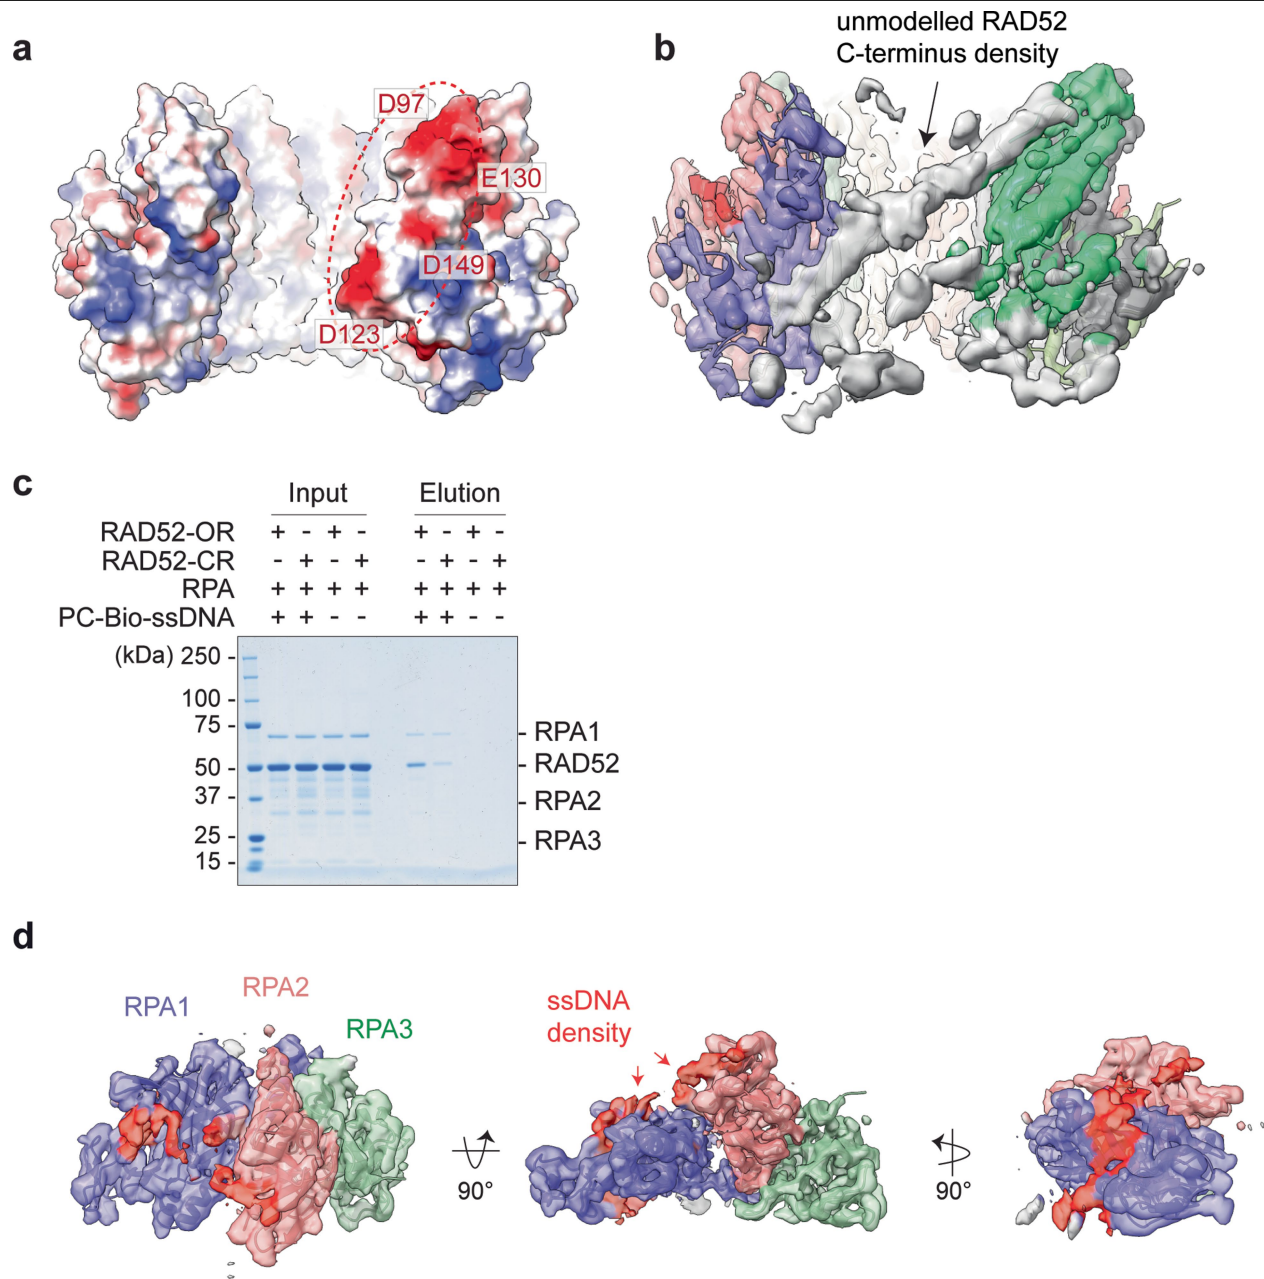 a
D97
E130
D149
D123
b
unmodelled RAD52
C-terminus density
c
Input Elution
RAD52-OR + - + - + - + -
RAD52-CR - + - + - + - +
RPA + + + + + + + +
PC-Bio-ssDNA + + - - + + - -
(kDa) 250 -
100 -
75 -
50 -
37 -
25 -
15 -
- RPA1
- RAD52
- RPA2
- RPA3
d
RPA1
RPA2
RPA3
90°
ssDNA
density
90°